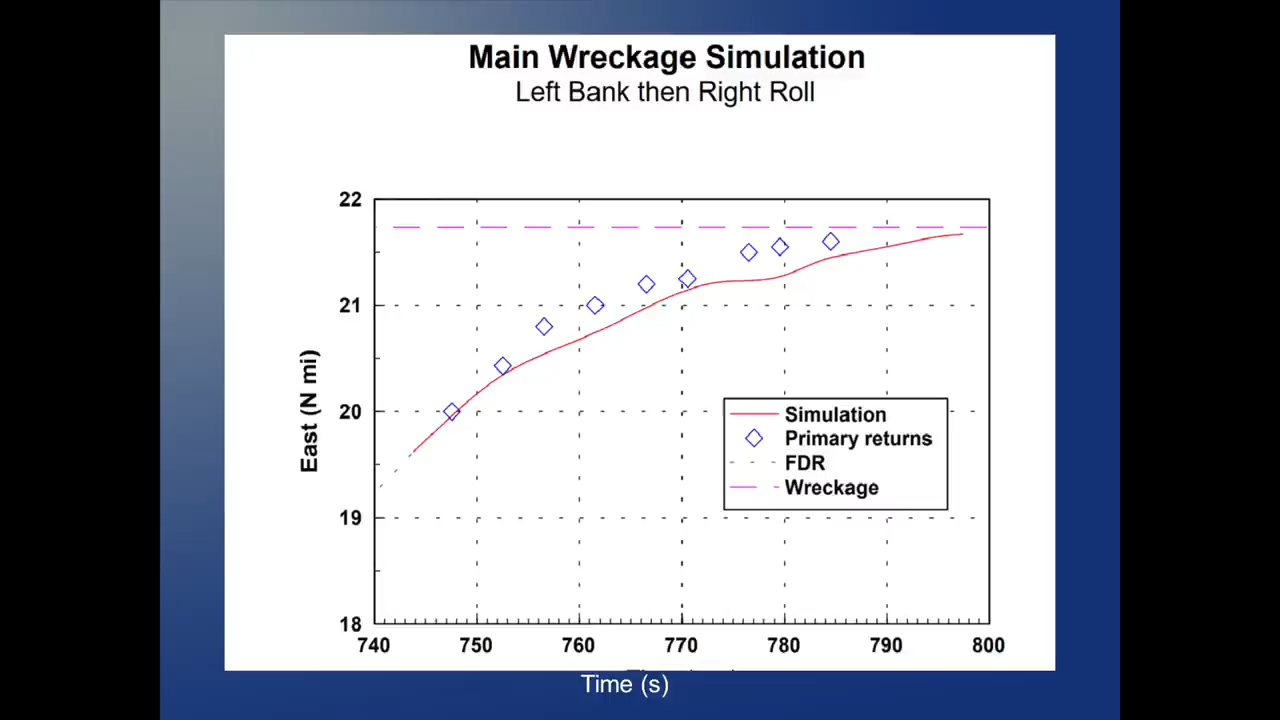 Main Wreckage Simulation
Left Bank then Right Roll
22
21
20
19
18
East (N mi)
Simulation
Primary returns
FDR
Wreckage
740 750 760 770 780 790 800
Time (s)